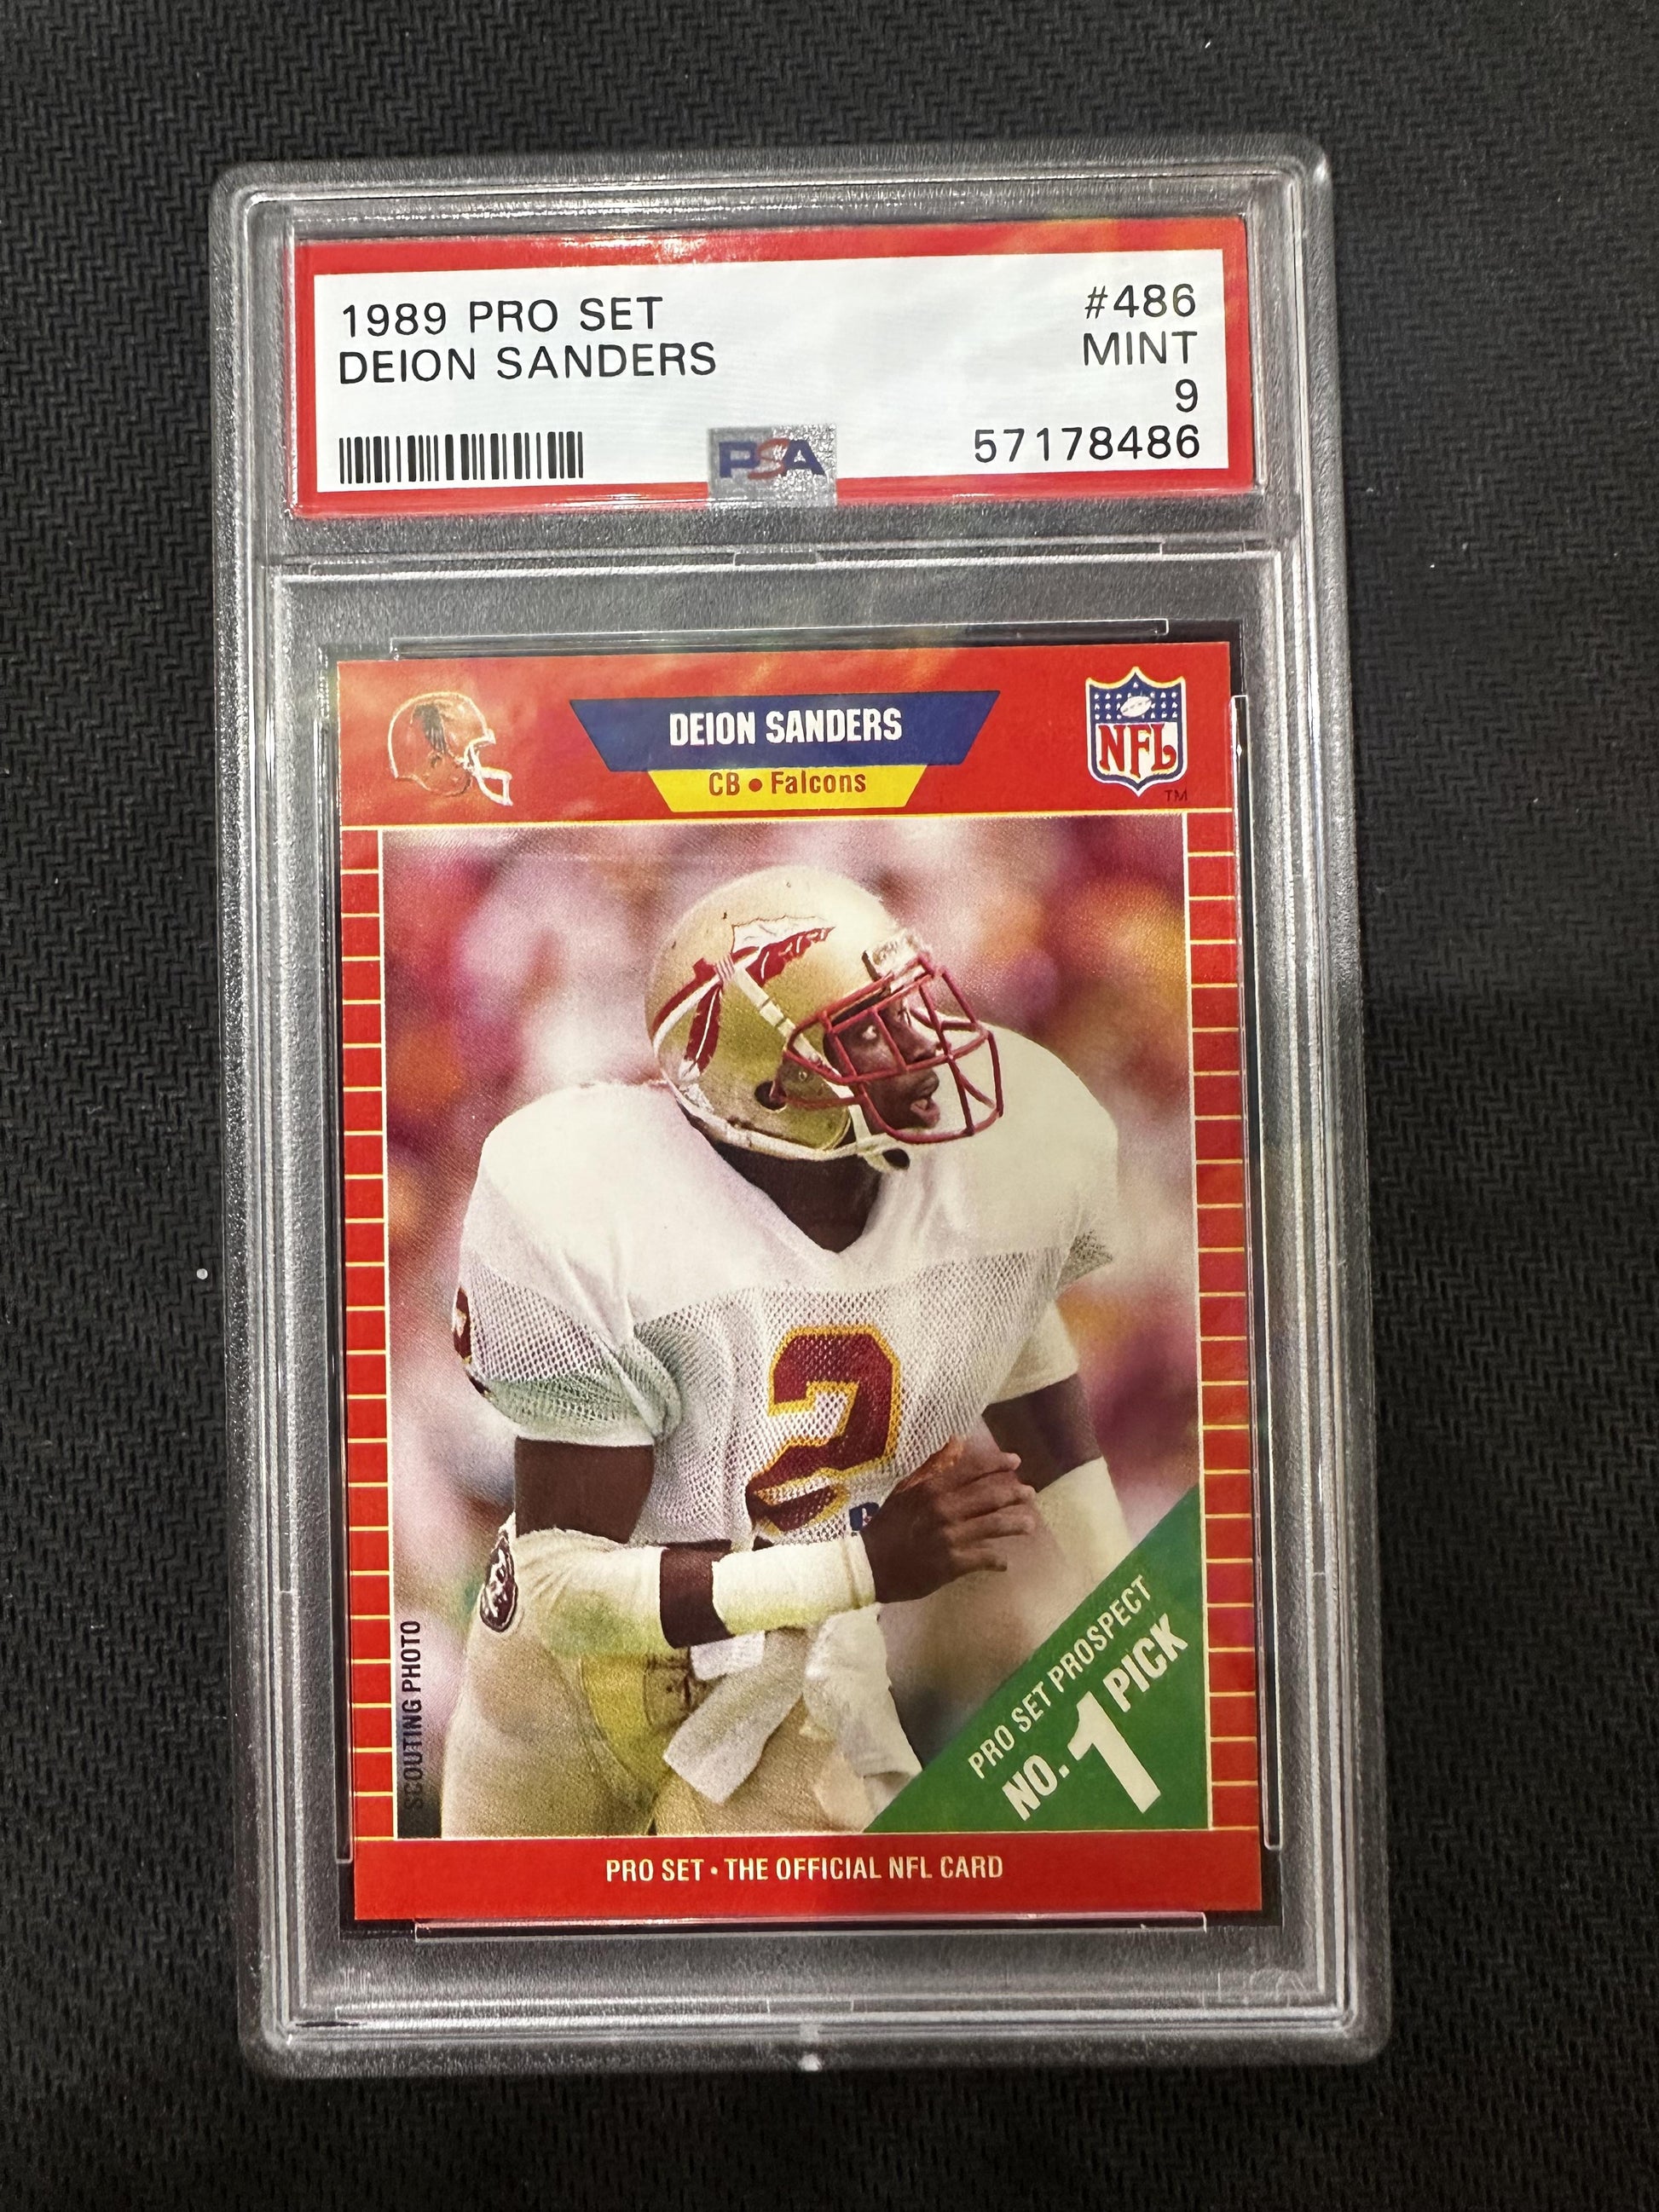 1989 PRO SET
DEION SANDERS
#486
MINT
9
57178486
PSA
DEION SANDERS
CB • Falcons
NFL
TM
2
SCOUTING PHOTO
PRO SET PROSPECT
NO. 1 PICK
PRO SET • THE OFFICIAL NFL CARD